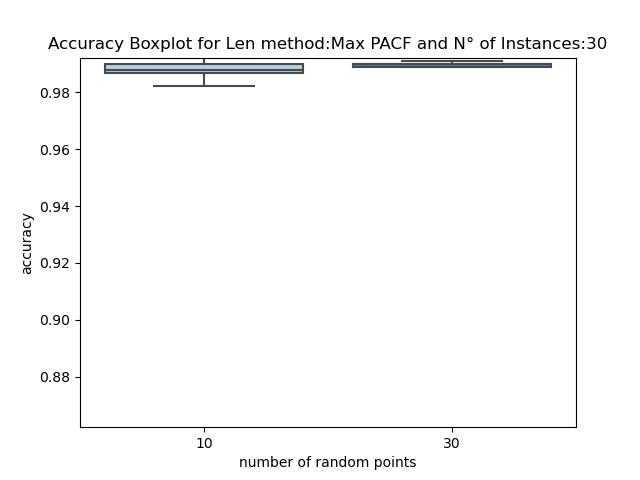 Accuracy Boxplot for Len method:Max PACF and N° of Instances:30
accuracy
0.98
0.96
0.94
0.92
0.90
0.88
10 30
number of random points